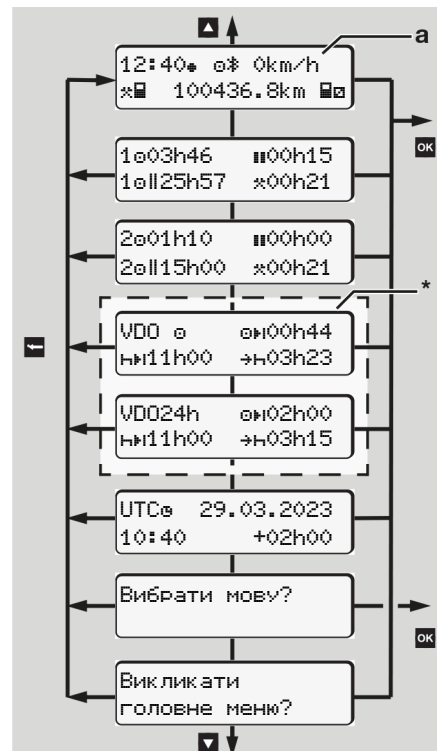 a
12:40 0km/h
100436.8km
OK
1 03h46 00h15
1 25h57 00h21
2 01h10 00h00
2 15h00 00h21
*
VDO 00h44
11h00 03h23
VDO24h 02h00
11h00 03h15
UTC 29.03.2023
10:40 +02h00
Вибрати мову?
OK
Викликати
головне меню?